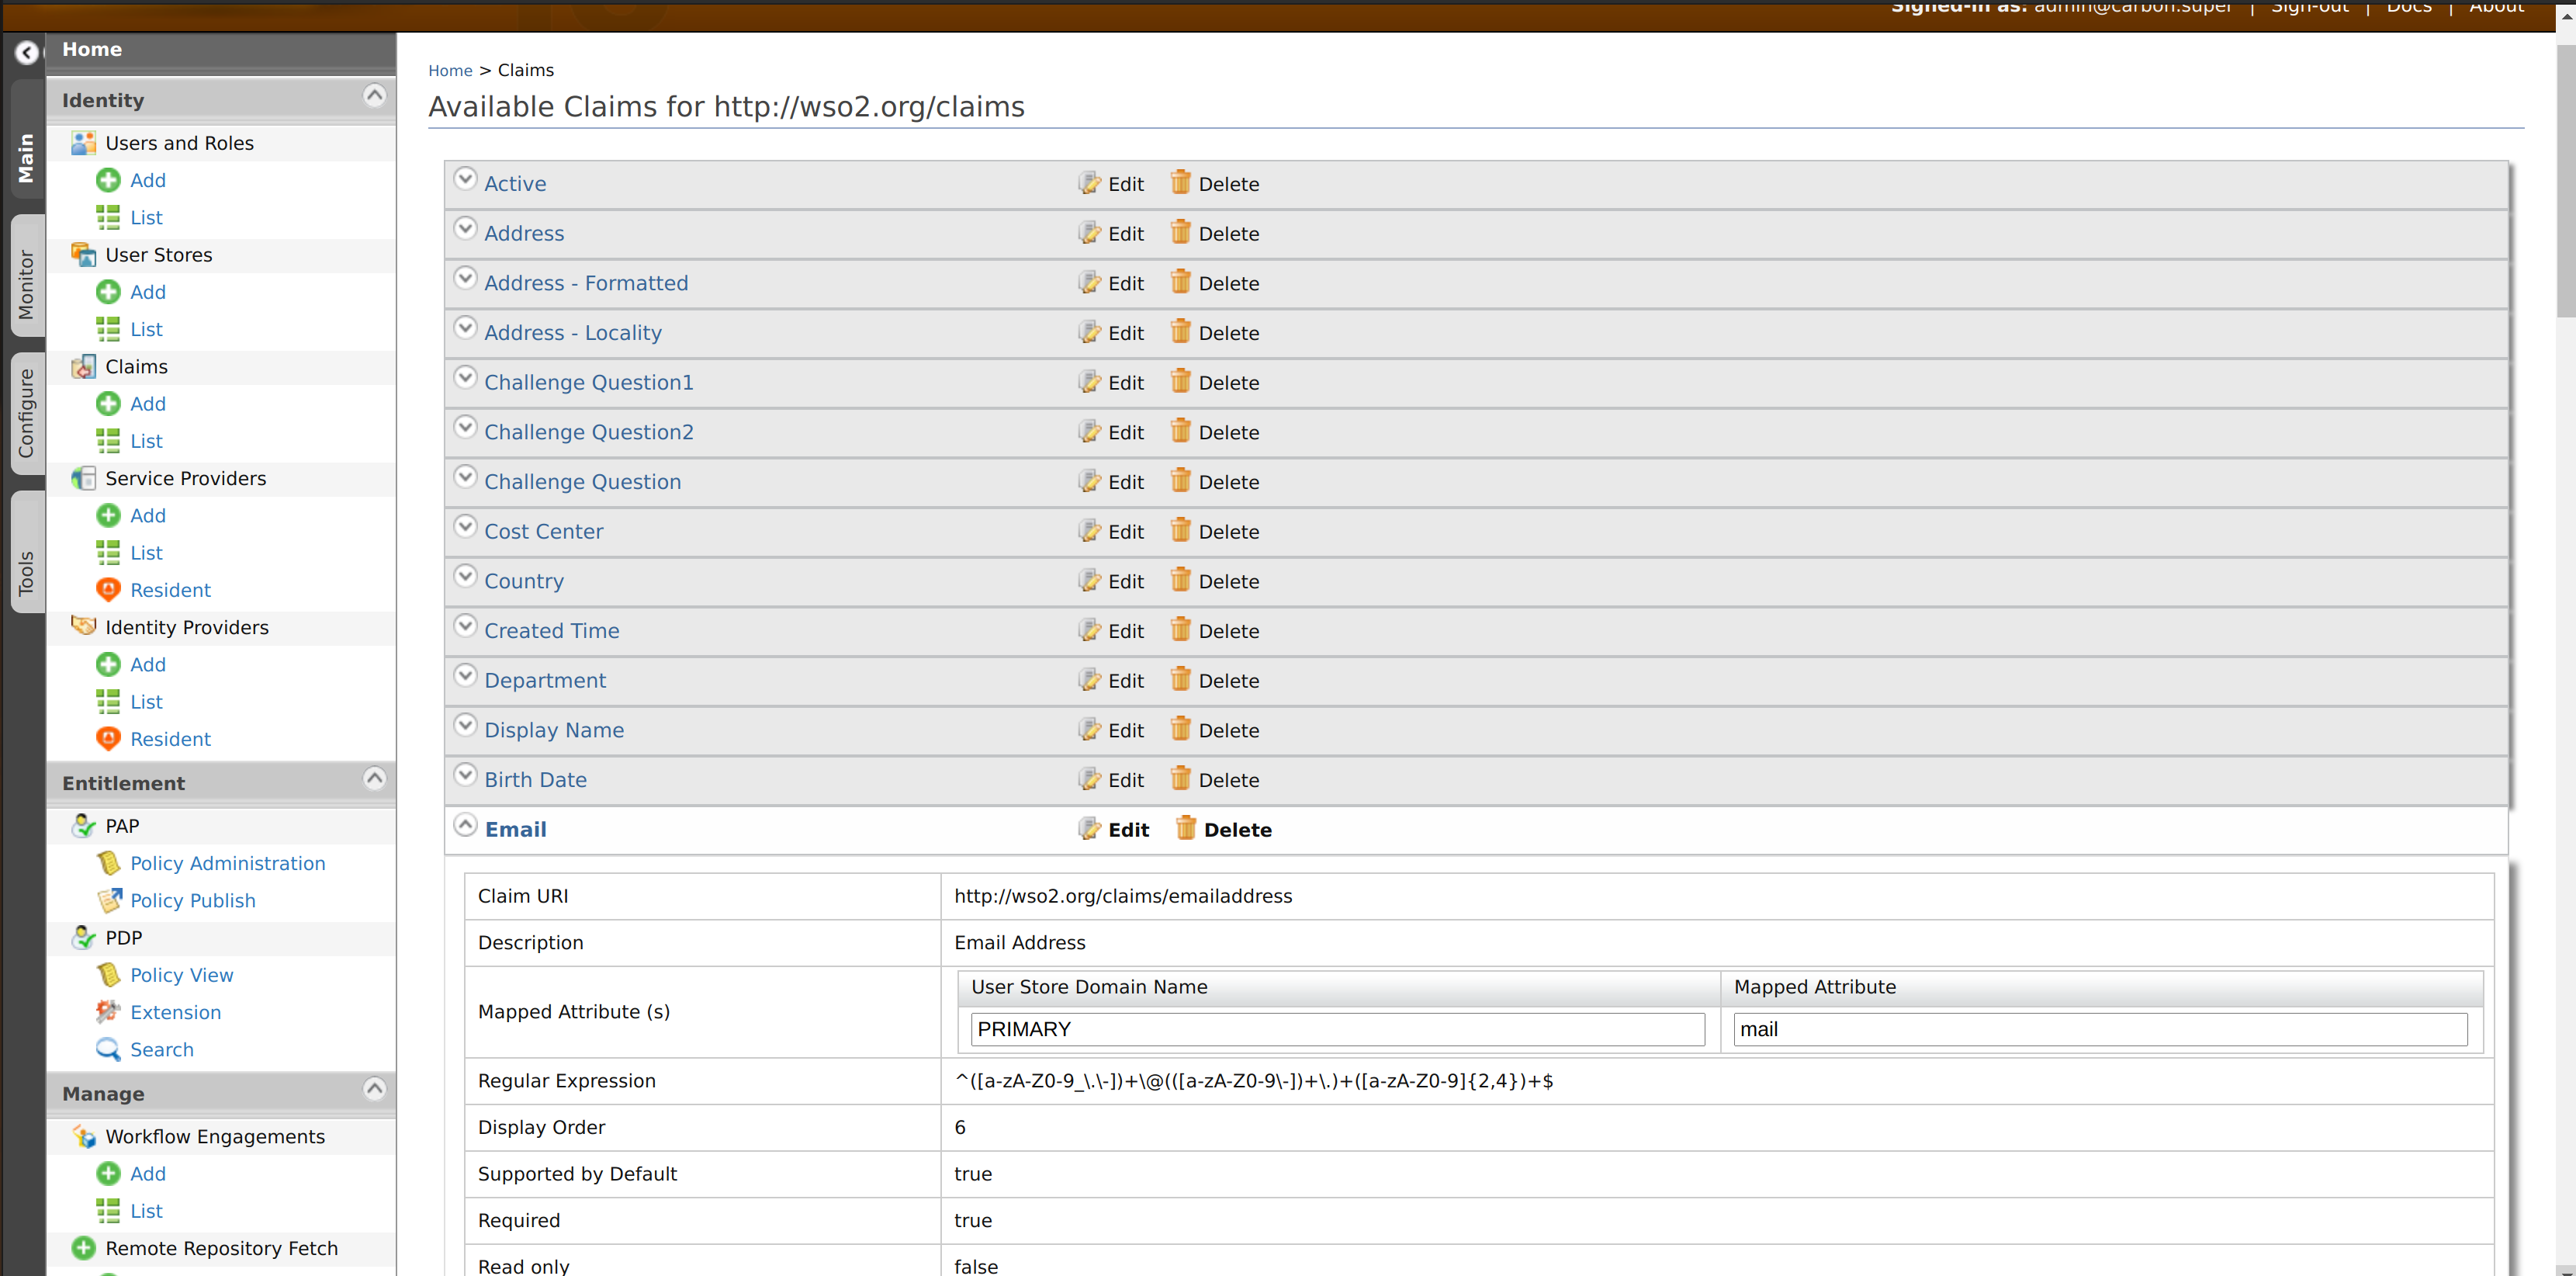 Signed-in as: admin@carbon.super | Sign-out | Docs | About
Main
Monitor
Configure
Tools
Home
Identity
Users and Roles
Add
List
User Stores
Add
List
Claims
Add
List
Service Providers
Add
List
Resident
Identity Providers
Add
List
Resident
Entitlement
PAP
Policy Administration
Policy Publish
PDP
Policy View
Extension
Search
Manage
Workflow Engagements
Add
List
Remote Repository Fetch
Home > Claims
Available Claims for http://wso2.org/claims
Active Edit Delete
Address Edit Delete
Address - Formatted Edit Delete
Address - Locality Edit Delete
Challenge Question1 Edit Delete
Challenge Question2 Edit Delete
Challenge Question Edit Delete
Cost Center Edit Delete
Country Edit Delete
Created Time Edit Delete
Department Edit Delete
Display Name Edit Delete
Birth Date Edit Delete
Email Edit Delete
Claim URI http://wso2.org/claims/emailaddress
Description Email Address
Mapped Attribute (s)
User Store Domain Name Mapped Attribute
PRIMARY mail
Regular Expression ^([a-zA-Z0-9_\.\-])+\@(([a-zA-Z0-9\-])+\.)+([a-zA-Z0-9]{2,4})+$
Display Order 6
Supported by Default true
Required true
Read only false